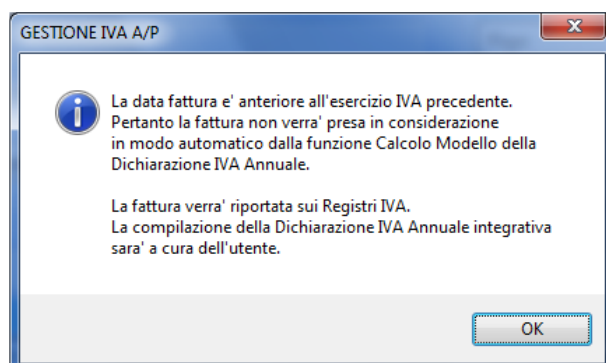 GESTIONE IVA A/P
La data fattura e' anteriore all'esercizio IVA precedente.
Pertanto la fattura non verra' presa in considerazione
in modo automatico dalla funzione Calcolo Modello della
Dichiarazione IVA Annuale.
La fattura verra' riportata sui Registri IVA.
La compilazione della Dichiarazione IVA Annuale integrativa
sara' a cura dell'utente.
OK